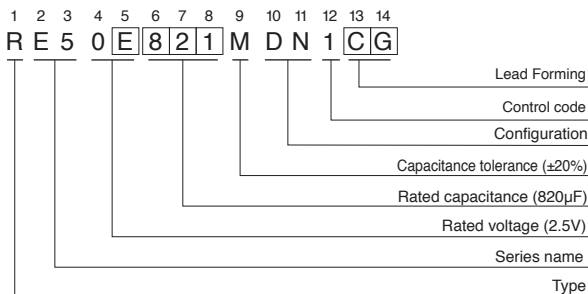 1 2 3 4 5 6 7 8 9 10 11 12 13 14
R E 5 0 E 8 2 1 M D N 1 C G
Lead Forming
Control code
Configuration
Capacitance tolerance (±20%)
Rated capacitance (820μF)
Rated voltage (2.5V)
Series name
Type